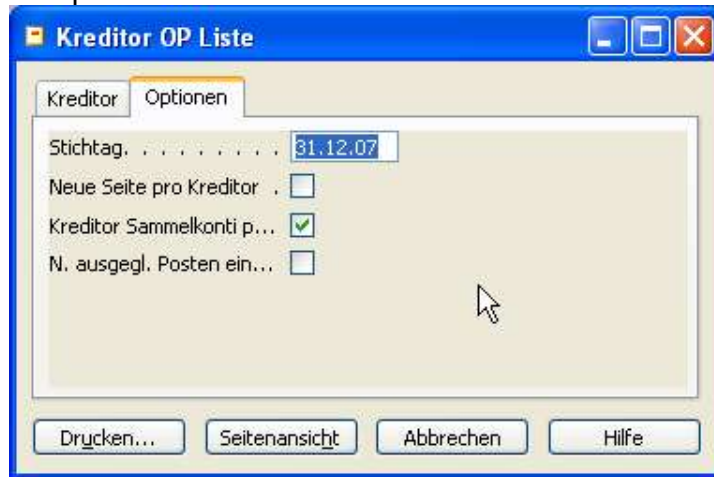 Kreditor OP Liste
Kreditor Optionen
Stichtag. . . . . . . . . 31.12.07
Neue Seite pro Kreditor .
Kreditor Sammelkonti p...
N. ausgegl. Posten ein...
Drucken... Seitenansicht Abbrechen Hilfe